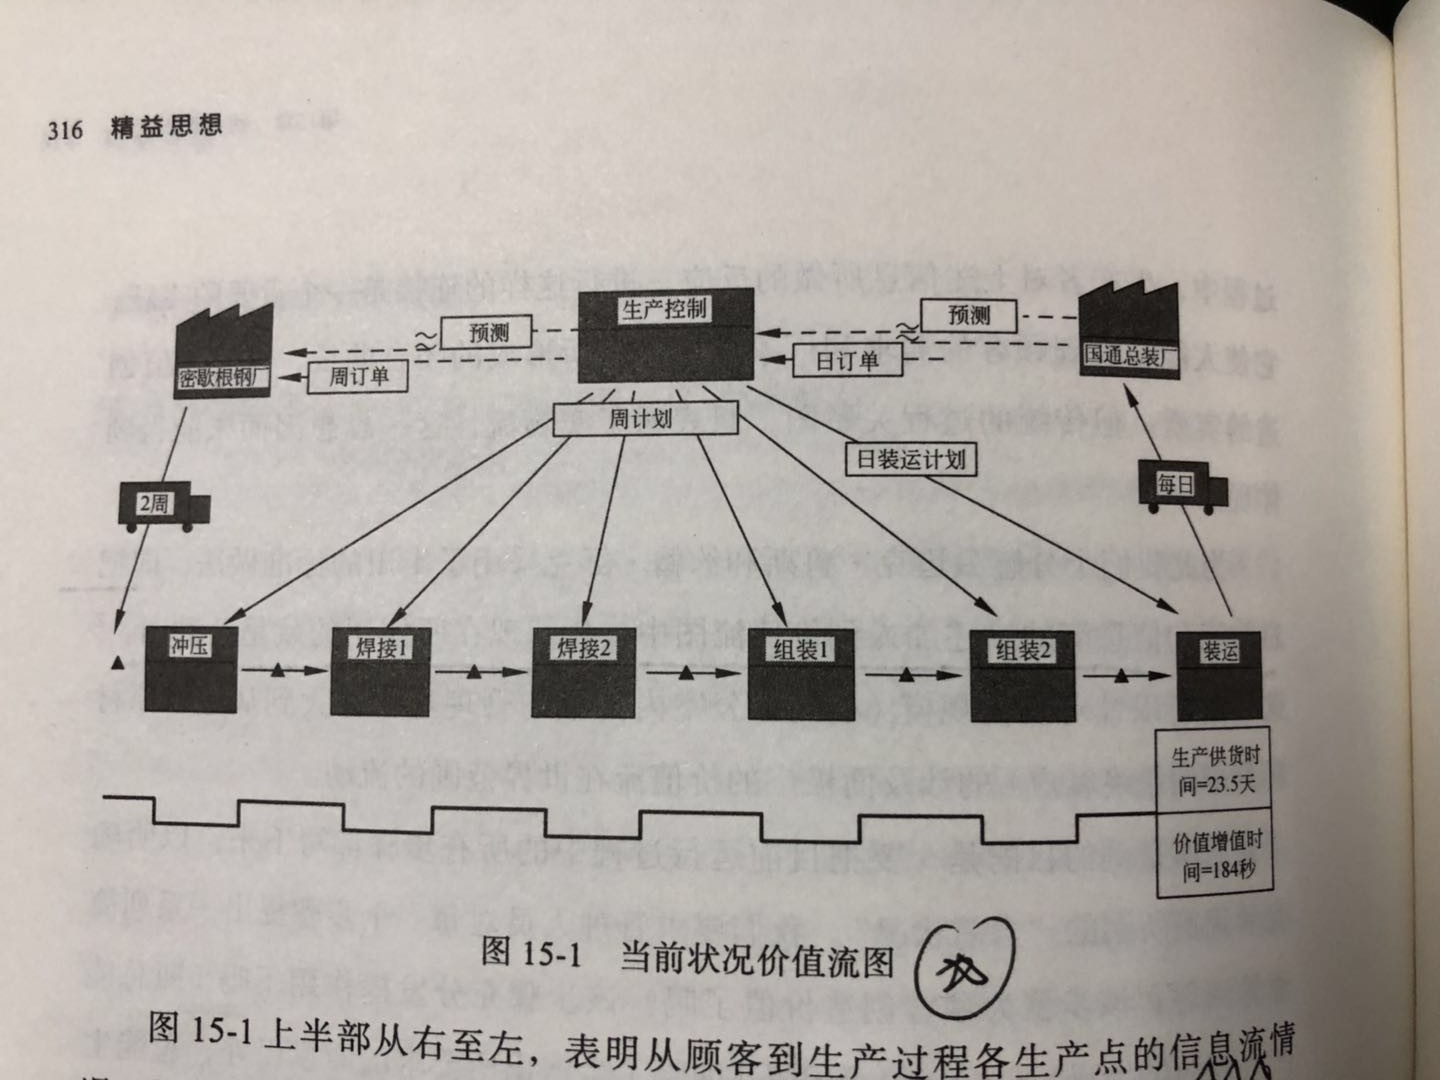 316 精益思想
生产控制
预测
预测
国通总装厂
密歇根钢厂
周订单
日订单
周计划
日装运计划
2周
每日
冲压
焊接1
焊接2
组装1
组装2
装运
生产供货时
间=23.5天
价值增值时
间=184秒
图 15-1 当前状况价值流图
图 15-1 上半部从右至左，表明从顾客到生产过程各生产点的信息流情